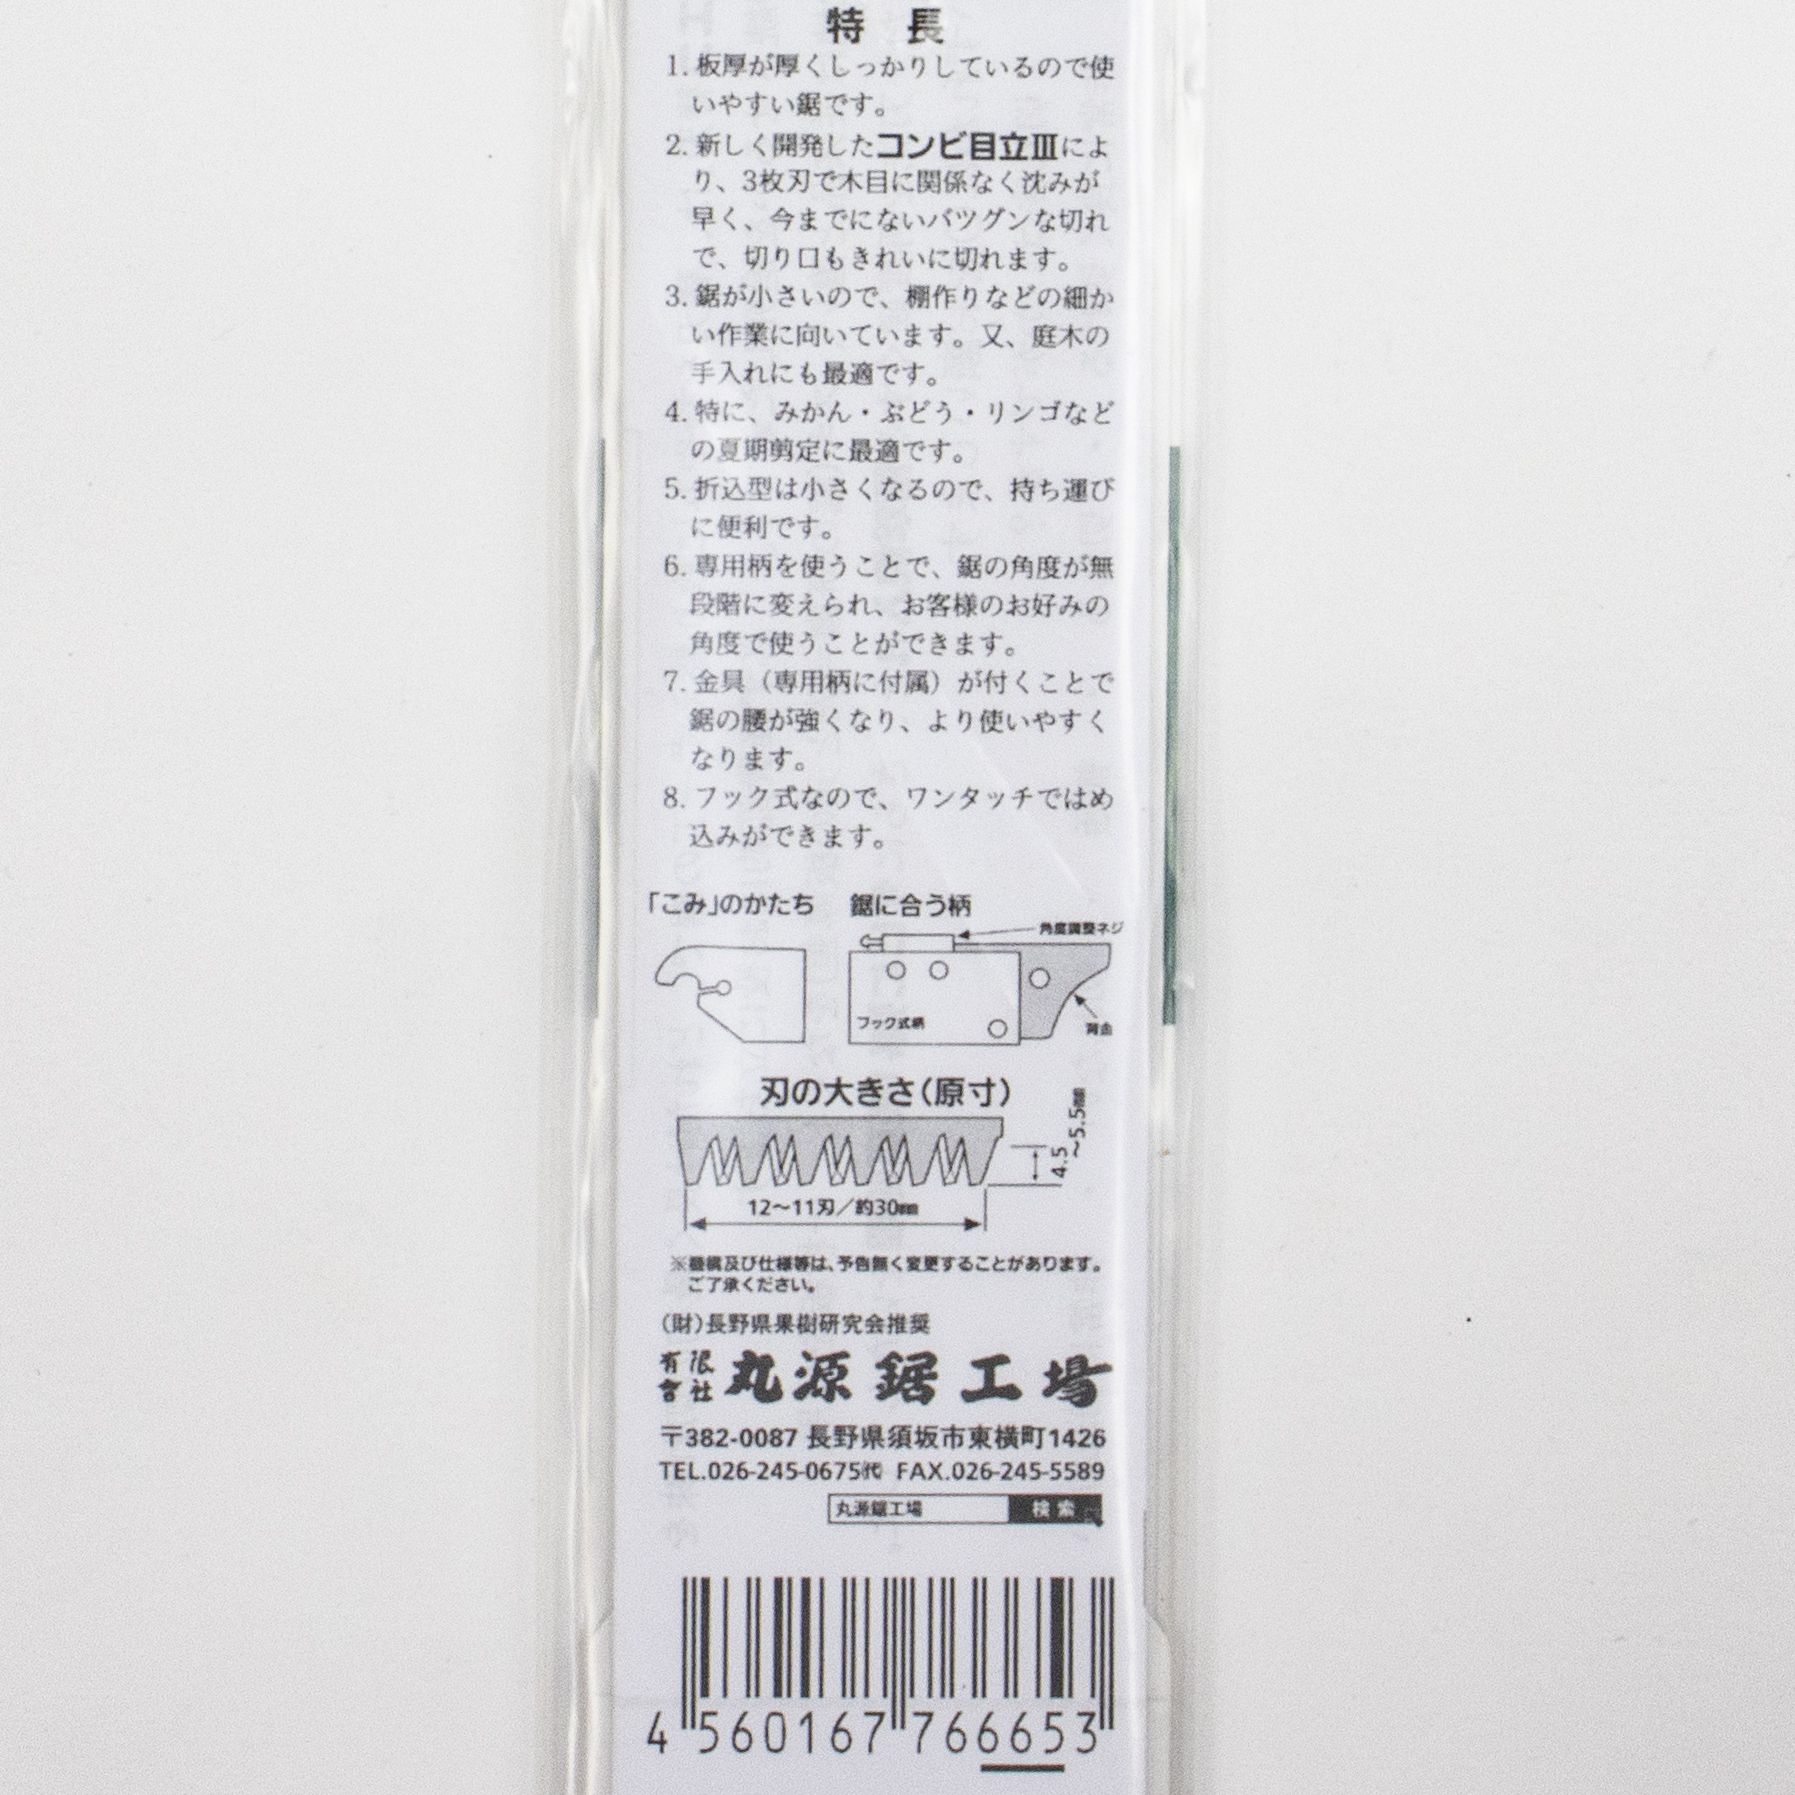 特 長
1. 板厚が厚くしっかりしているので使
いやすい鋸です。
2. 新しく開発したコンビ目立Ⅲによ
り、3枚刃で木目に関係なく沈みが
早く、今までにないバツグンな切れ
で、切り口もきれいに切れます。
3. 鋸が小さいので、棚作りなどの細か
い作業に向いています。又、庭木の
手入れにも最適です。
4. 特に、みかん・ぶどう・リンゴなど
の夏期剪定に最適です。
5. 折込型は小さくなるので、持ち運び
に便利です。
6. 専用柄を使うことで、鋸の角度が無
段階に変えられ、お客様のお好みの
角度で使うことができます。
7. 金具（専用柄に付属）が付くことで
鋸の腰が強くなり、より使いやすく
なります。
8. フック式なので、ワンタッチではめ
込みができます。
「こみ」のかたち 鋸に合う柄
角度調整ネジ
フック式柄
背金
刃の大きさ（原寸）
4.5
〜5.5㎜
12〜11刃／約30㎜
※機構及び仕様等は、予告無く変更することがあります。
ご了承ください。
（財）長野県果樹研究会推奨
有限会社 丸源鋸工場
〒382-0087 長野県須坂市東横町1426
TEL.026-245-0675代 FAX.026-245-5589
丸源鋸工場 検索
4 560167 766653